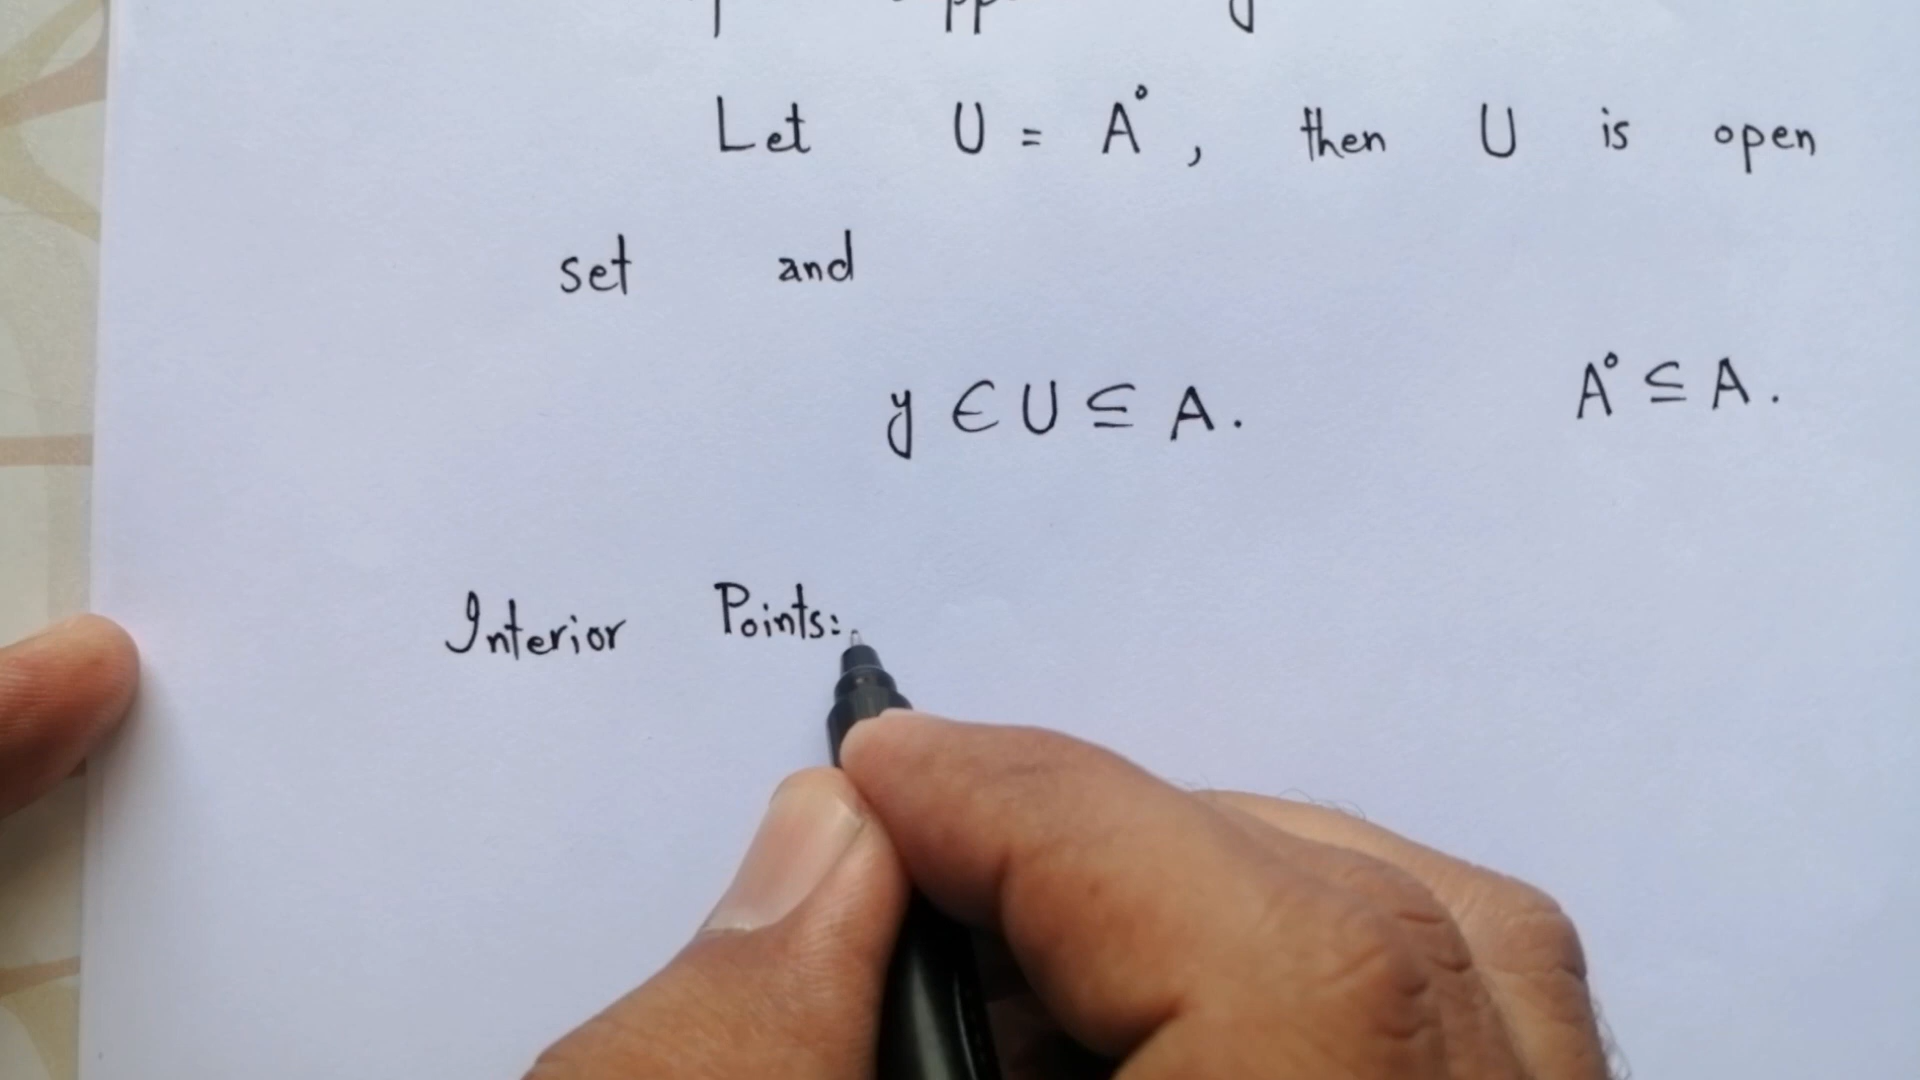 Let U = A°, then U is open
set and
y ∈ U ⊆ A. A° ⊆ A.
Interior Points: